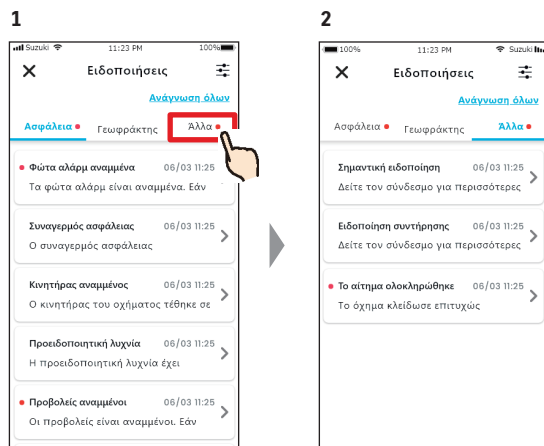 1
Suzuki 11:23 PM 100%
Ειδοποιήσεις
Ανάγνωση όλων
Ασφάλεια Γεωφράκτης Άλλα
Φώτα αλάρμ αναμμένα 06/03 11:25
Τα φώτα αλάρμ είναι αναμμένα. Εάν
Συναγερμός ασφάλειας 06/03 11:25
Ο συναγερμός ασφάλειας
Κινητήρας αναμμένος 06/03 11:25
Ο κινητήρας του οχήματος τέθηκε σε
Προειδοποιητική λυχνία 06/03 11:25
Η προειδοποιητική λυχνία έχει
Προβολείς αναμμένοι 06/03 11:25
Οι προβολείς είναι αναμμένοι. Εάν
2
100% 11:23 PM Suzuki
Ειδοποιήσεις
Ανάγνωση όλων
Ασφάλεια Γεωφράκτης Άλλα
Σημαντική ειδοποίηση 06/03 11:25
Δείτε τον σύνδεσμο για περισσότερες
Ειδοποίηση συντήρησης 06/03 11:25
Δείτε τον σύνδεσμο για περισσότερες
Το αίτημα ολοκληρώθηκε 06/03 11:25
Το όχημα κλείδωσε επιτυχώς